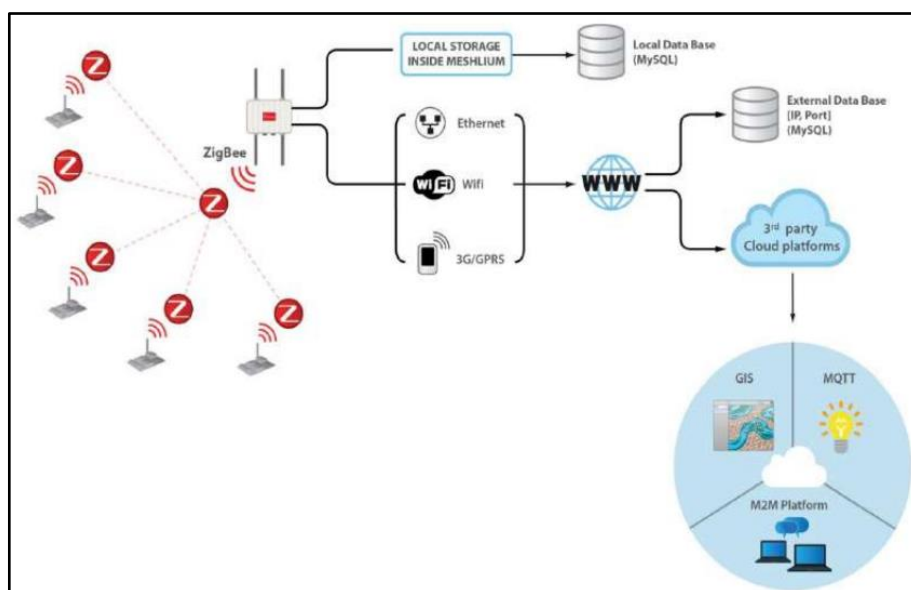 LOCAL STORAGE
INSIDE MESHLIUM
Local Data Base
(MySQL)
External Data Base
[IP, Port]
(MySQL)
ZigBee
Ethernet
WiFi
Wifi
3G/GPRS
WWW
3rd party
Cloud platforms
Z
Z
Z
Z
Z
Z
GIS
MQTT
M2M Platform